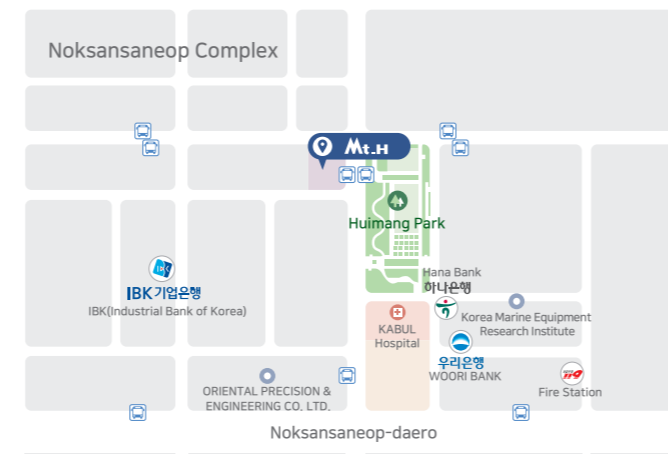 Noksansaneop Complex
Mt.H
Huimang Park
Hana Bank
하나은행
IBK
IBK기업은행
IBK(Industrial Bank of Korea)
Korea Marine Equipment
Research Institute
KABUL
Hospital
우리은행
WOORI BANK
119
Fire Station
ORIENTAL PRECISION &
ENGINEERING CO. LTD.
Noksansaneop-daero